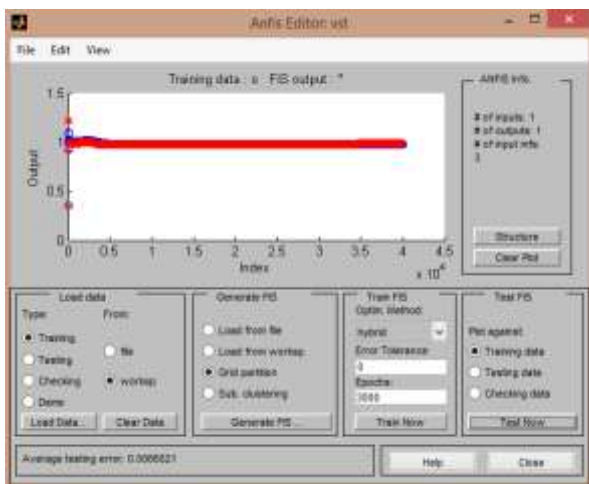 Anfis Editor: vst
File Edit View
Training data : o FIS output : *
1.5
1
0.5
0
Output
0 0.5 1 1.5 2 2.5 3 3.5 4 4.5
Index
x 10^4
ANFIS Info.
# of inputs: 1
# of outputs: 1
# of input mfs:
3
Structure
Clear Plot
Load data
Type: From:
Training
Testing
Checking
Demo
file
worksp.
Load Data... Clear Data
Generate FIS
Load from file
Load from worksp.
Grid partition
Sub. clustering
Generate FIS ...
Train FIS
Optim. Method:
hybrid
Error Tolerance:
0
Epochs:
Train Now
Test FIS
Plot against:
Training data
Testing data
Checking data
Test Now
Average testing error:
Help Close